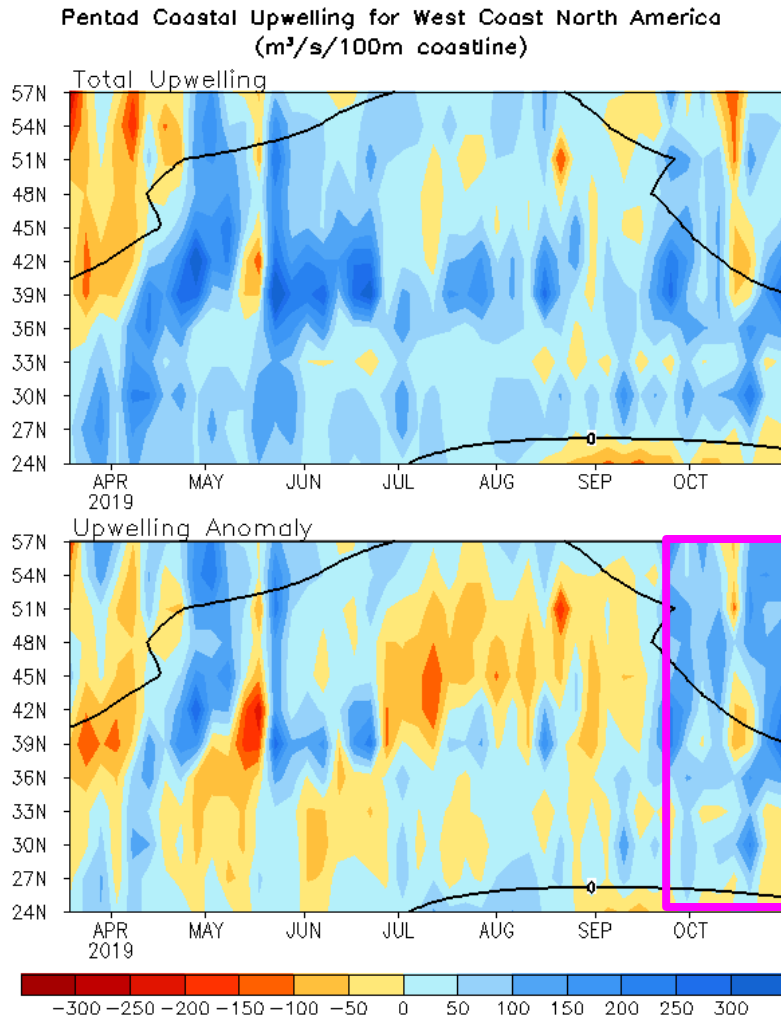 Pentad Coastal Upwelling for West Coast North America
(m³/s/100m coastline)
Total Upwelling
57N
54N
51N
48N
45N
42N
39N
36N
33N
30N
27N
24N
0
APR MAY JUN JUL AUG SEP OCT
2019
Upwelling Anomaly
57N
54N
51N
48N
45N
42N
39N
36N
33N
30N
27N
24N
0
APR MAY JUN JUL AUG SEP OCT
2019
-300 -250 -200 -150 -100 -50 0 50 100 150 200 250 300